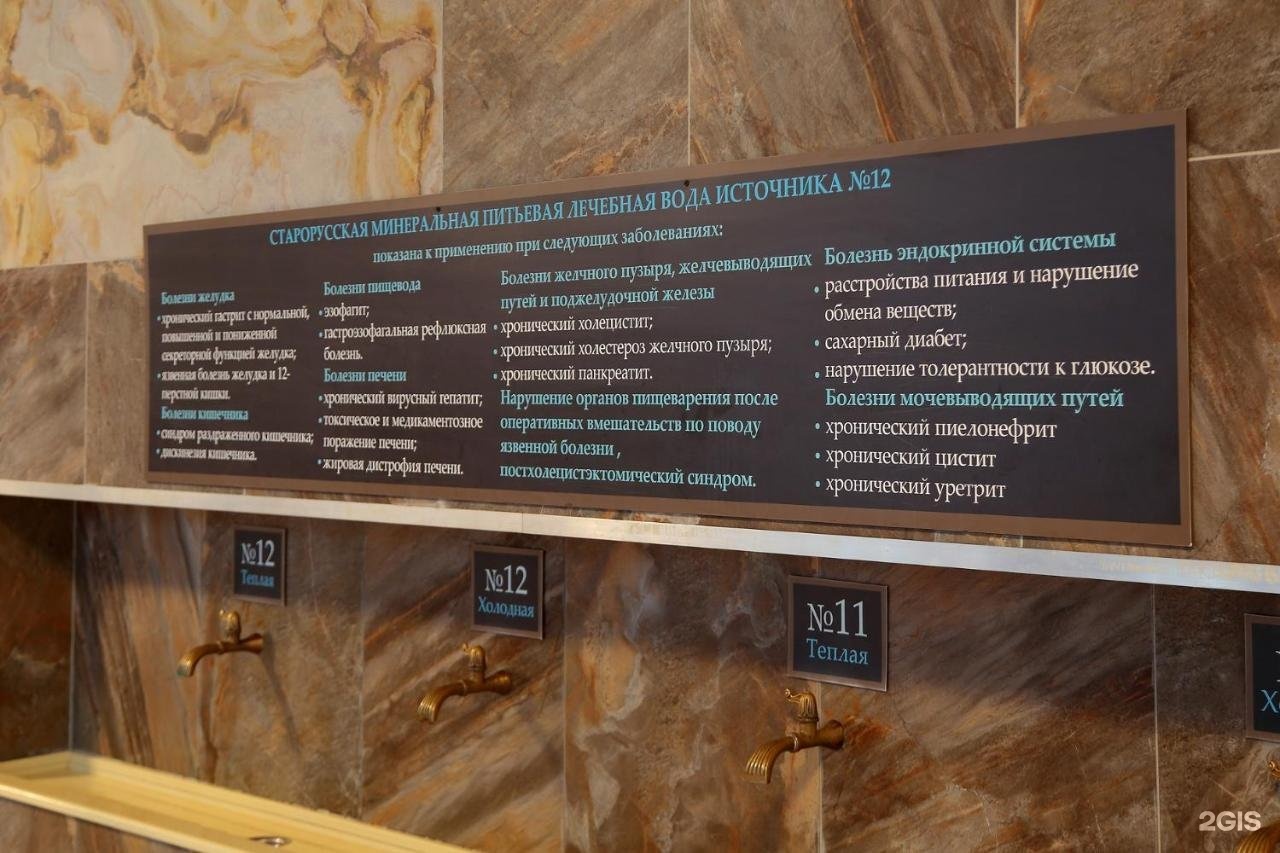 СТАРОРУССКАЯ МИНЕРАЛЬНАЯ ПИТЬЕВАЯ ЛЕЧЕБНАЯ ВОДА ИСТОЧНИКА №12
показана к применению при следующих заболеваниях:
Болезни желудка
• хронический гастрит с нормальной,
повышенной и пониженной
секреторной функцией желудка;
• язвенная болезнь желудка и 12-
перстной кишки.
Болезни кишечника
• синдром раздраженного кишечника;
• дискинезия кишечника.
Болезни пищевода
• эзофагит;
• гастроэзофагальная рефлюксная
болезнь.
Болезни печени
• хронический вирусный гепатит;
• токсическое и медикаментозное
поражение печени;
• жировая дистрофия печени.
Болезни желчного пузыря, желчевыводящих
путей и поджелудочной железы
• хронический холецистит;
• хронический холестероз желчного пузыря;
• хронический панкреатит.
Нарушение органов пищеварения после
оперативных вмешательств по поводу
язвенной болезни ,
постхолецистэктомический синдром.
Болезнь эндокринной системы
• расстройства питания и нарушение
обмена веществ;
• сахарный диабет;
• нарушение толерантности к глюкозе.
Болезни мочевыводящих путей
• хронический пиелонефрит
• хронический цистит
• хронический уретрит
№12
Теплая
№12
Холодная
№11
Теплая
2GIS